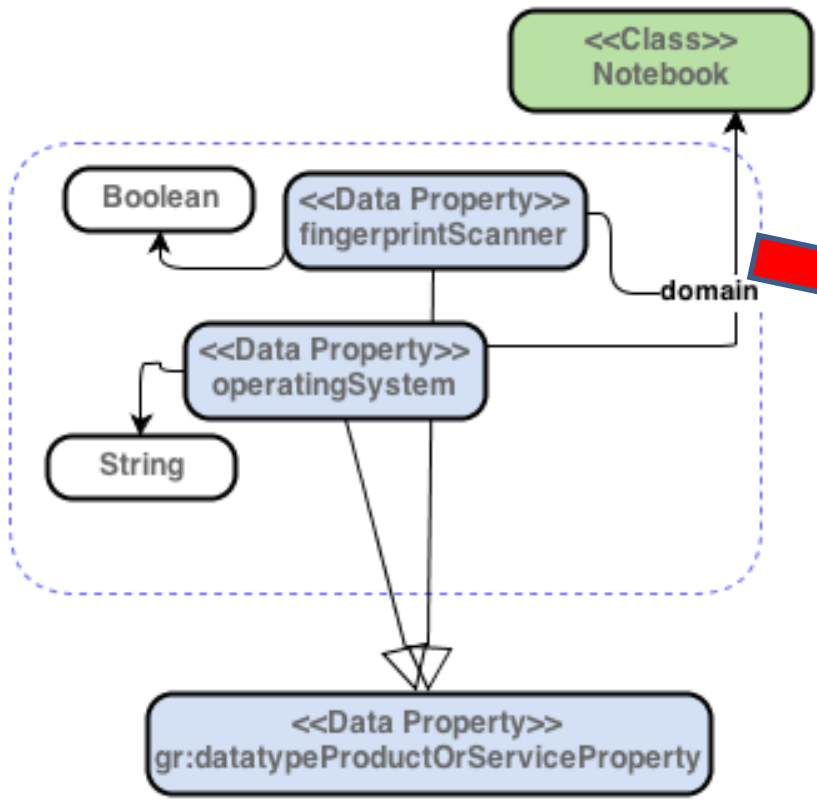 <<Class>>
Notebook
Boolean
<<Data Property>>
fingerprintScanner
domain
<<Data Property>>
operatingSystem
String
<<Data Property>>
gr:datatypeProductOrServiceProperty